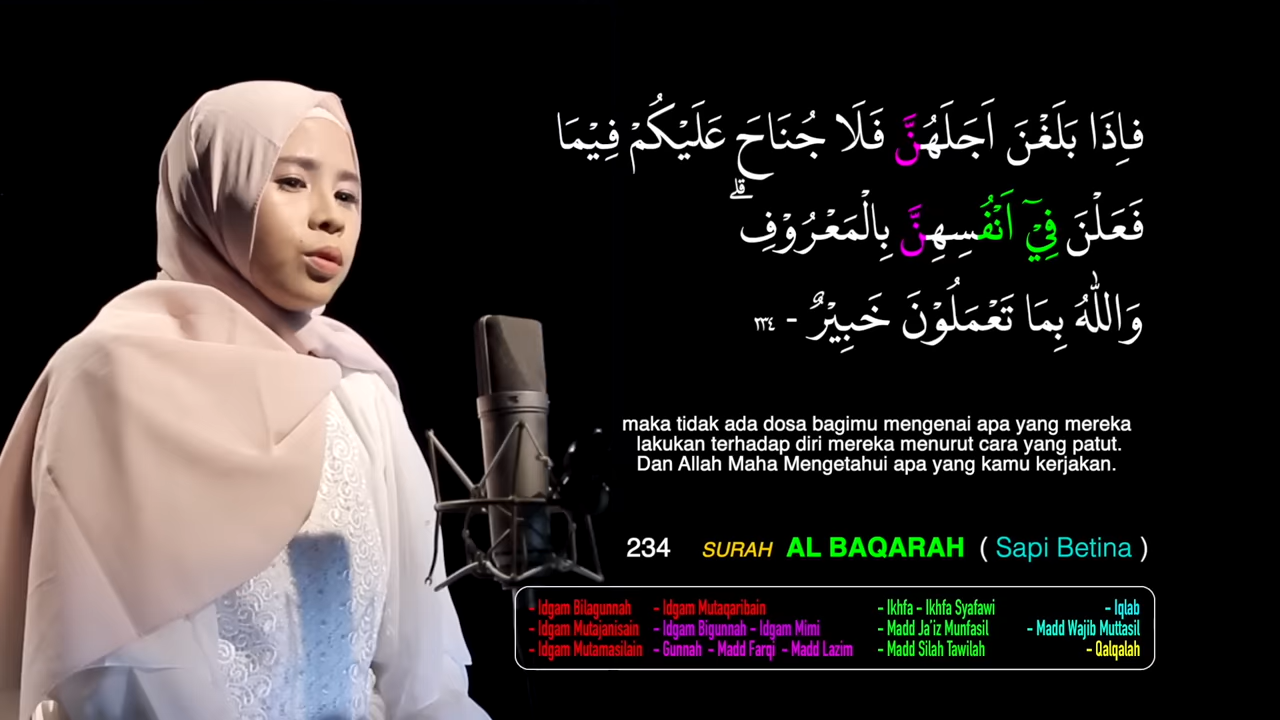 فَاِذَا بَلَغْنَ اَجَلَهُنَّ فَلَا جُنَاحَ عَلَيْكُمْ فِيْمَا
فَعَلْنَ فِيْٓ اَنْفُسِهِنَّ بِالْمَعْرُوْفِۗ
وَاللّٰهُ بِمَا تَعْمَلُوْنَ خَبِيْرٌ - ٢٣٤
maka tidak ada dosa bagimu mengenai apa yang mereka
lakukan terhadap diri mereka menurut cara yang patut.
Dan Allah Maha Mengetahui apa yang kamu kerjakan.
234 SURAH AL BAQARAH ( Sapi Betina )
- Idgam Bilagunnah - Idgam Mutaqaribain - Ikhfa - Ikhfa Syafawi - Iqlab
- Idgam Mutajanisain - Idgam Bigunnah - Idgam Mimi - Madd Ja'iz Munfasil - Madd Wajib Muttasil
- Idgam Mutamasilain - Gunnah - Madd Farqi - Madd Lazim - Madd Silah Tawilah - Qalqalah